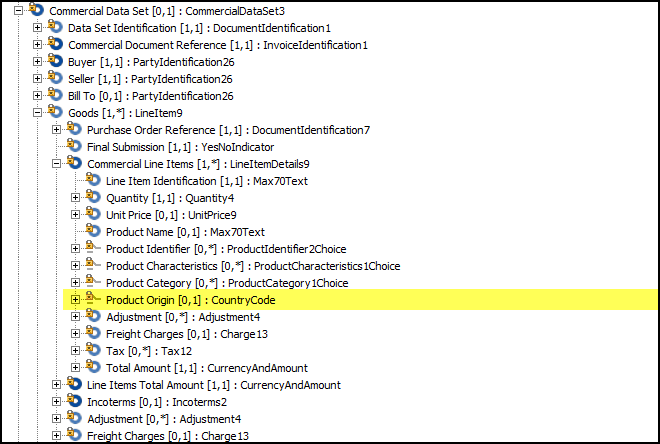 Commercial Data Set [0,1] : CommercialDataSet3
Data Set Identification [1,1] : DocumentIdentification1
Commercial Document Reference [1,1] : InvoiceIdentification1
Buyer [1,1] : PartyIdentification26
Seller [1,1] : PartyIdentification26
Bill To [0,1] : PartyIdentification26
Goods [1,*] : LineItem9
Purchase Order Reference [1,1] : DocumentIdentification7
Final Submission [1,1] : YesNoIndicator
Commercial Line Items [1,*] : LineItemDetails9
Line Item Identification [1,1] : Max70Text
Quantity [1,1] : Quantity4
Unit Price [0,1] : UnitPrice9
Product Name [0,1] : Max70Text
Product Identifier [0,*] : ProductIdentifier2Choice
Product Characteristics [0,*] : ProductCharacteristics1Choice
Product Category [0,*] : ProductCategory1Choice
Product Origin [0,1] : CountryCode
Adjustment [0,*] : Adjustment4
Freight Charges [0,1] : Charge13
Tax [0,*] : Tax12
Total Amount [1,1] : CurrencyAndAmount
Line Items Total Amount [1,1] : CurrencyAndAmount
Incoterms [0,1] : Incoterms2
Adjustment [0,*] : Adjustment4
Freight Charges [0,1] : Charge13